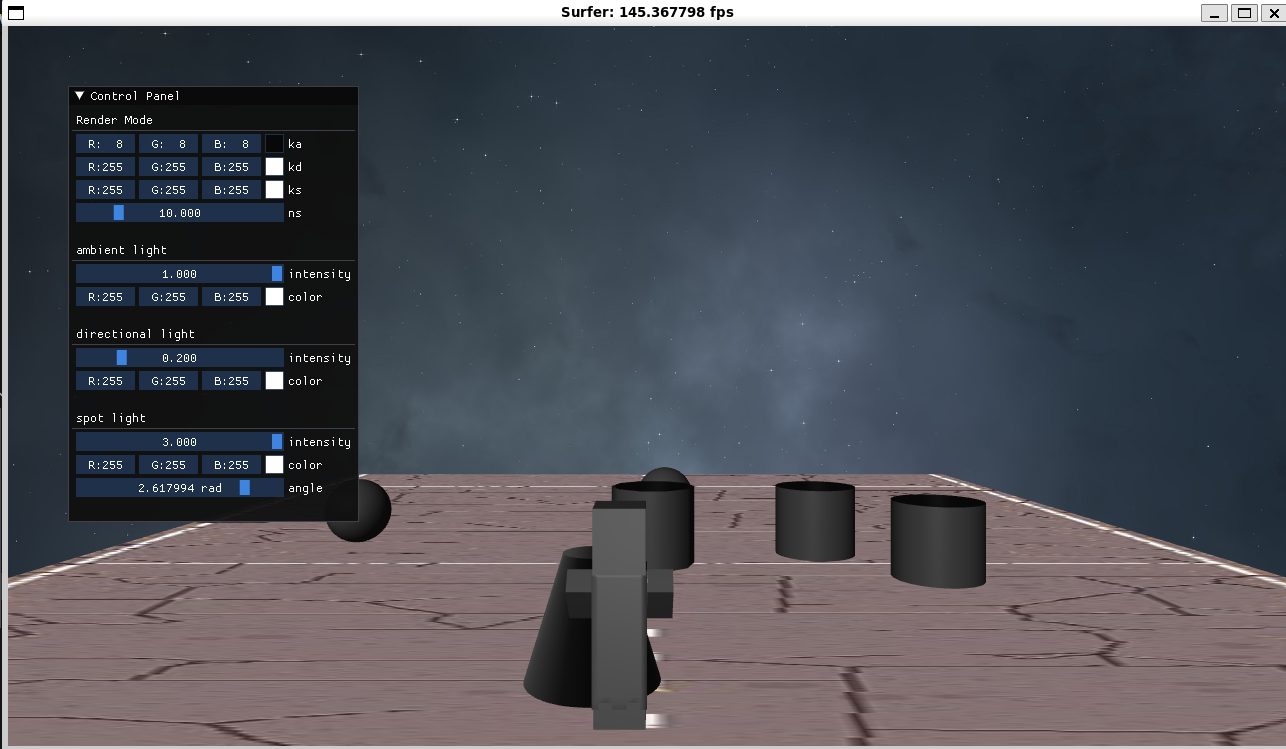 Surfer: 145.367798 fps
Control Panel
Render Mode
R: 8 G: 8 B: 8 ka
R:255 G:255 B:255 kd
R:255 G:255 B:255 ks
10.000 ns
ambient light
1.000 intensity
R:255 G:255 B:255 color
directional light
0.200 intensity
R:255 G:255 B:255 color
spot light
3.000 intensity
R:255 G:255 B:255 color
2.617994 rad angle